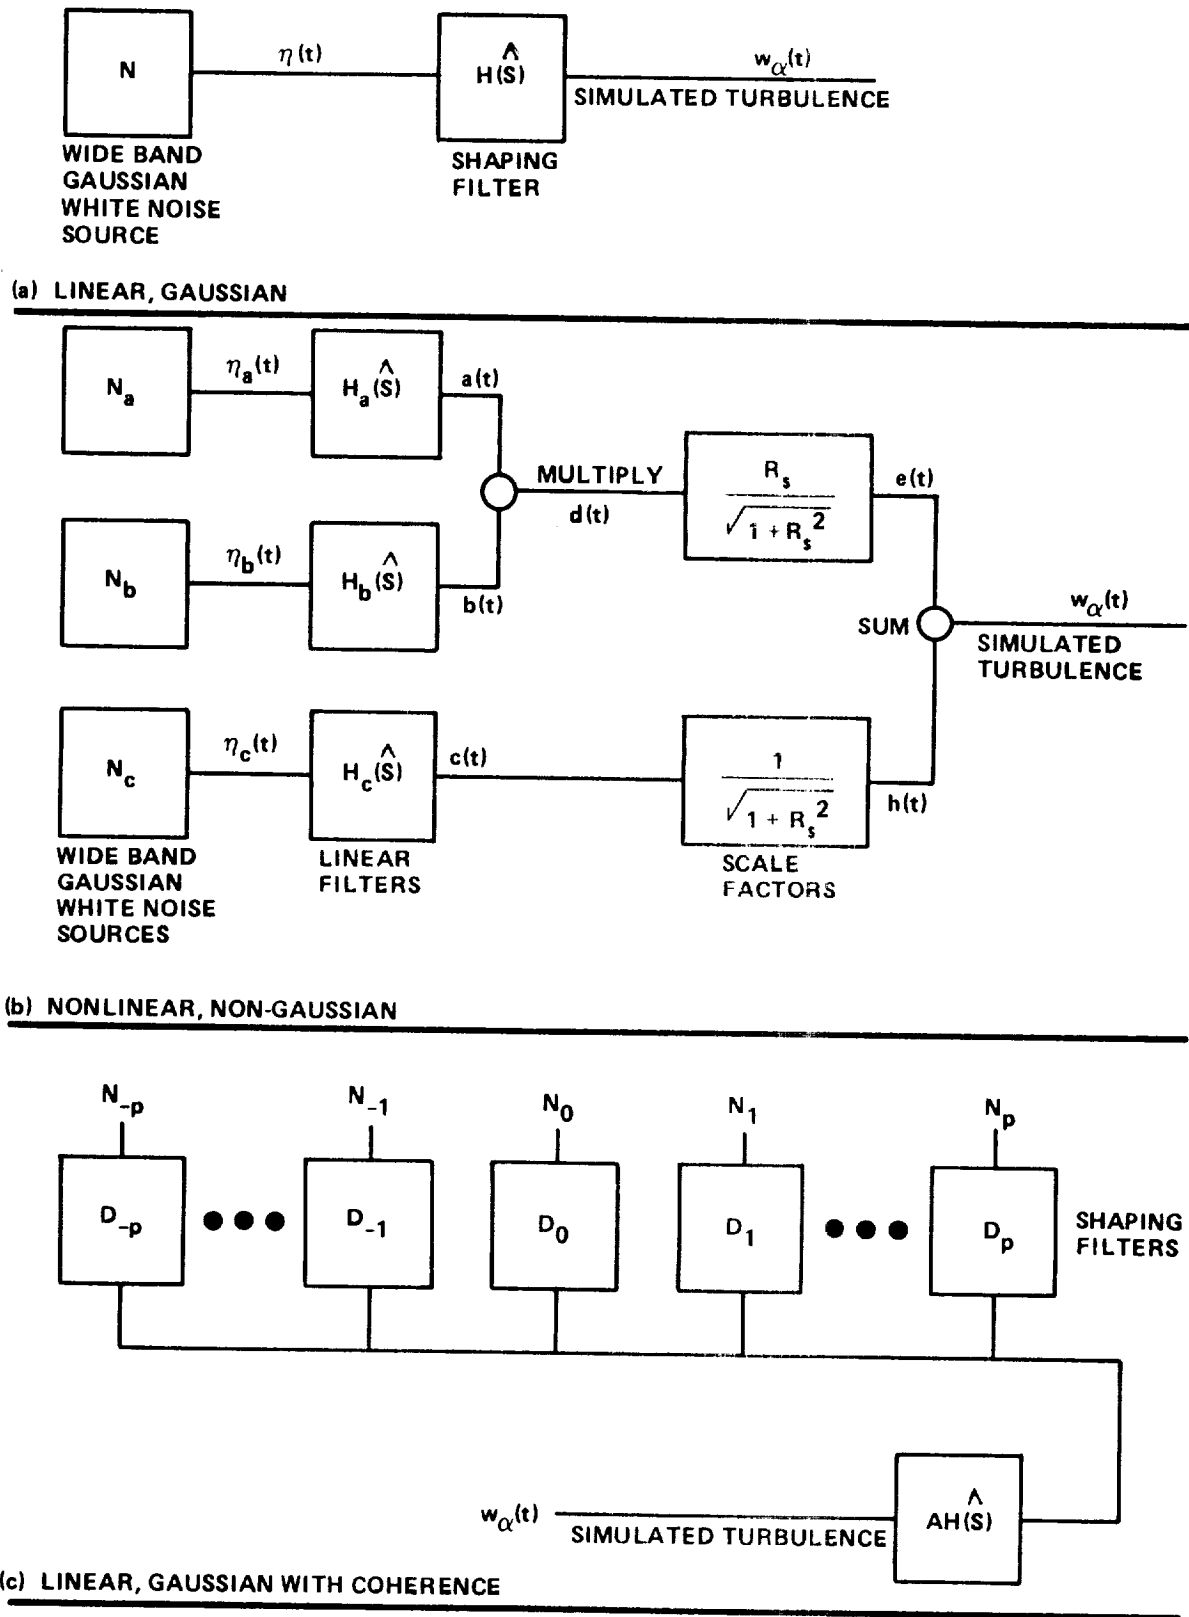 N
η(t)
H(Ŝ)
w_α(t)
SIMULATED TURBULENCE
WIDE BAND
GAUSSIAN
WHITE NOISE
SOURCE
SHAPING
FILTER
(a) LINEAR, GAUSSIAN
N_a
η_a(t)
H_a(Ŝ)
a(t)
MULTIPLY
d(t)
R_s
√1 + R_s²
e(t)
N_b
η_b(t)
H_b(Ŝ)
b(t)
SUM
w_α(t)
SIMULATED
TURBULENCE
N_c
η_c(t)
H_c(Ŝ)
c(t)
1
√1 + R_s²
h(t)
WIDE BAND
GAUSSIAN
WHITE NOISE
SOURCES
LINEAR
FILTERS
SCALE
FACTORS
(b) NONLINEAR, NON-GAUSSIAN
N_-p
N_-1
N_0
N_1
N_p
D_-p
D_-1
D_0
D_1
D_p
SHAPING
FILTERS
w_α(t)
SIMULATED TURBULENCE
AH(Ŝ)
(c) LINEAR, GAUSSIAN WITH COHERENCE